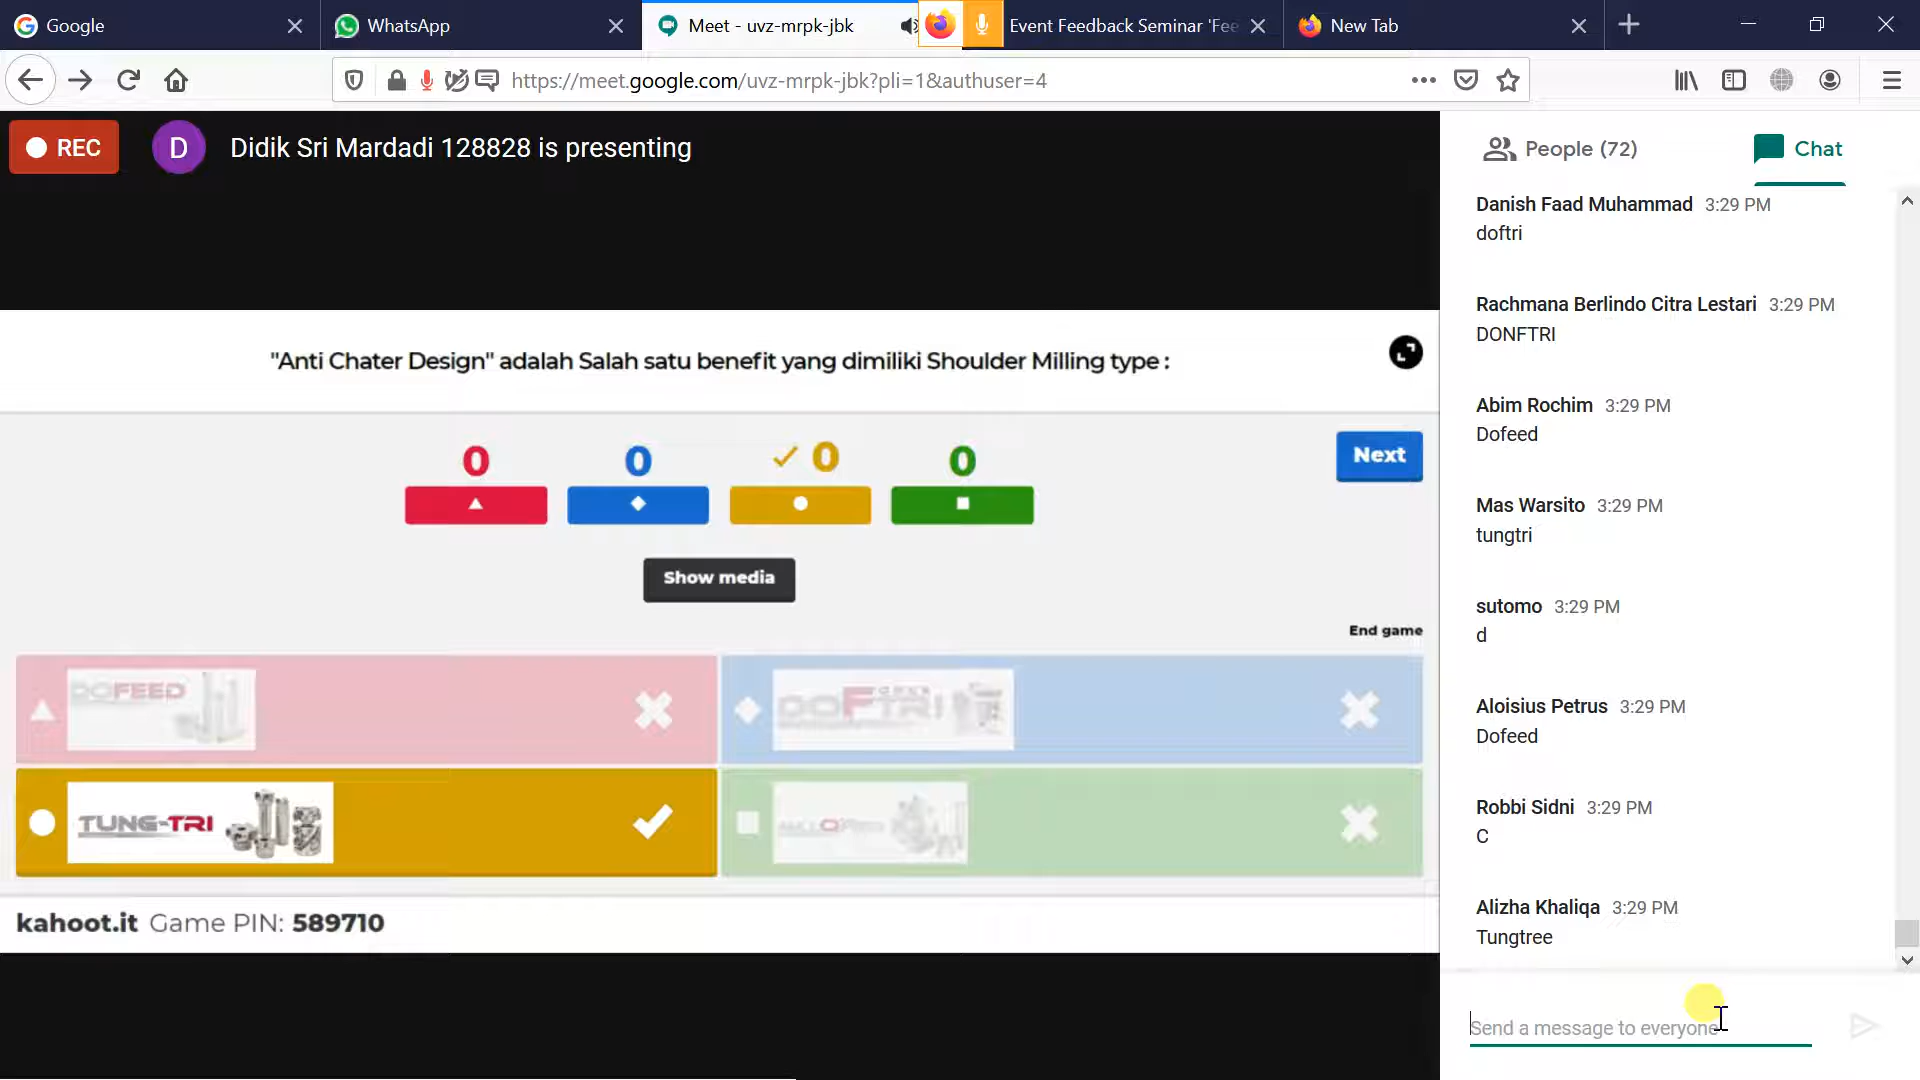 Google
WhatsApp
Meet - uvz-mrpk-jbk
Event Feedback Seminar 'Fee
New Tab
https://meet.google.com/uvz-mrpk-jbk?pli=1&authuser=4
REC
D
Didik Sri Mardadi 128828 is presenting
"Anti Chater Design" adalah Salah satu benefit yang dimiliki Shoulder Milling type :
0
0
0
0
Next
Show media
End game
DOFEED
DOFTRI
TUNG-TRI
kahoot.it Game PIN: 589710
People (72)
Chat
Danish Faad Muhammad 3:29 PM
doftri
Rachmana Berlindo Citra Lestari 3:29 PM
DONFTRI
Abim Rochim 3:29 PM
Dofeed
Mas Warsito 3:29 PM
tungtri
sutomo 3:29 PM
d
Aloisius Petrus 3:29 PM
Dofeed
Robbi Sidni 3:29 PM
C
Alizha Khaliqa 3:29 PM
Tungtree
Send a message to everyone